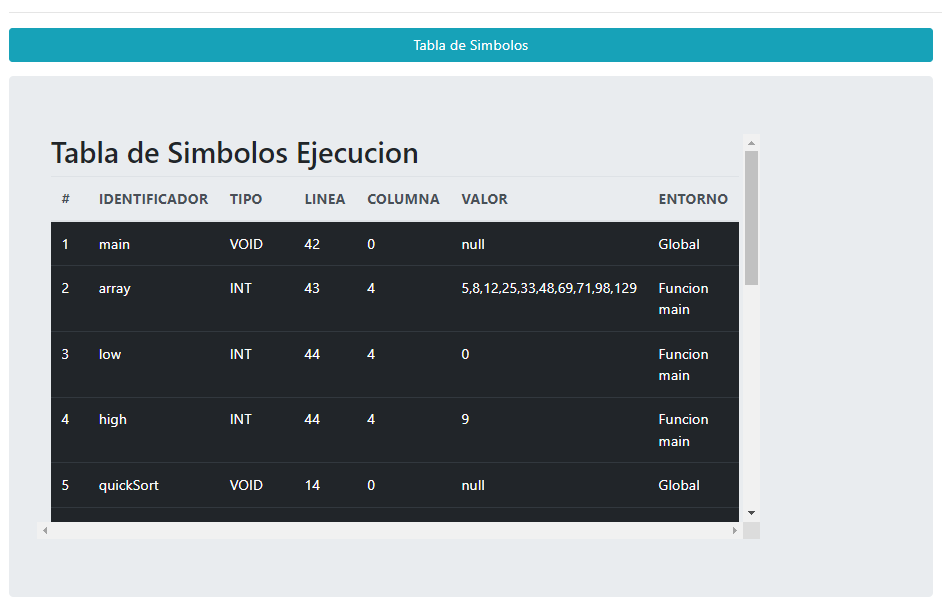 Tabla de Simbolos
Tabla de Simbolos Ejecucion
# IDENTIFICADOR TIPO LINEA COLUMNA VALOR ENTORNO
1 main VOID 42 0 null Global
2 array INT 43 4 5,8,12,25,33,48,69,71,98,129 Funcion
main
3 low INT 44 4 0 Funcion
main
4 high INT 44 4 9 Funcion
main
5 quickSort VOID 14 0 null Global